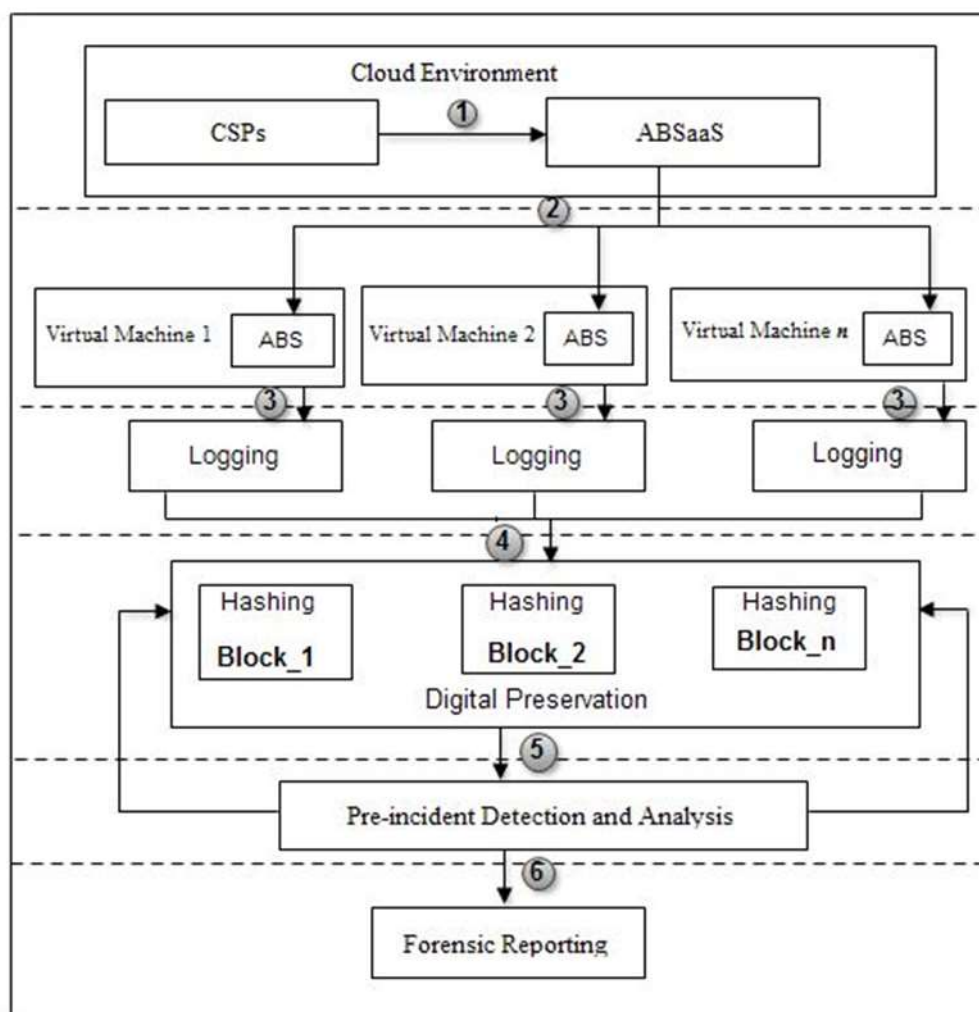 Cloud Environment
1
CSPs
ABSaaS
2
Virtual Machine 1
ABS
Virtual Machine 2
ABS
Virtual Machine n
ABS
3
3
3
Logging
Logging
Logging
4
Hashing
Block_1
Hashing
Block_2
Hashing
Block_n
Digital Preservation
5
Pre-incident Detection and Analysis
6
Forensic Reporting